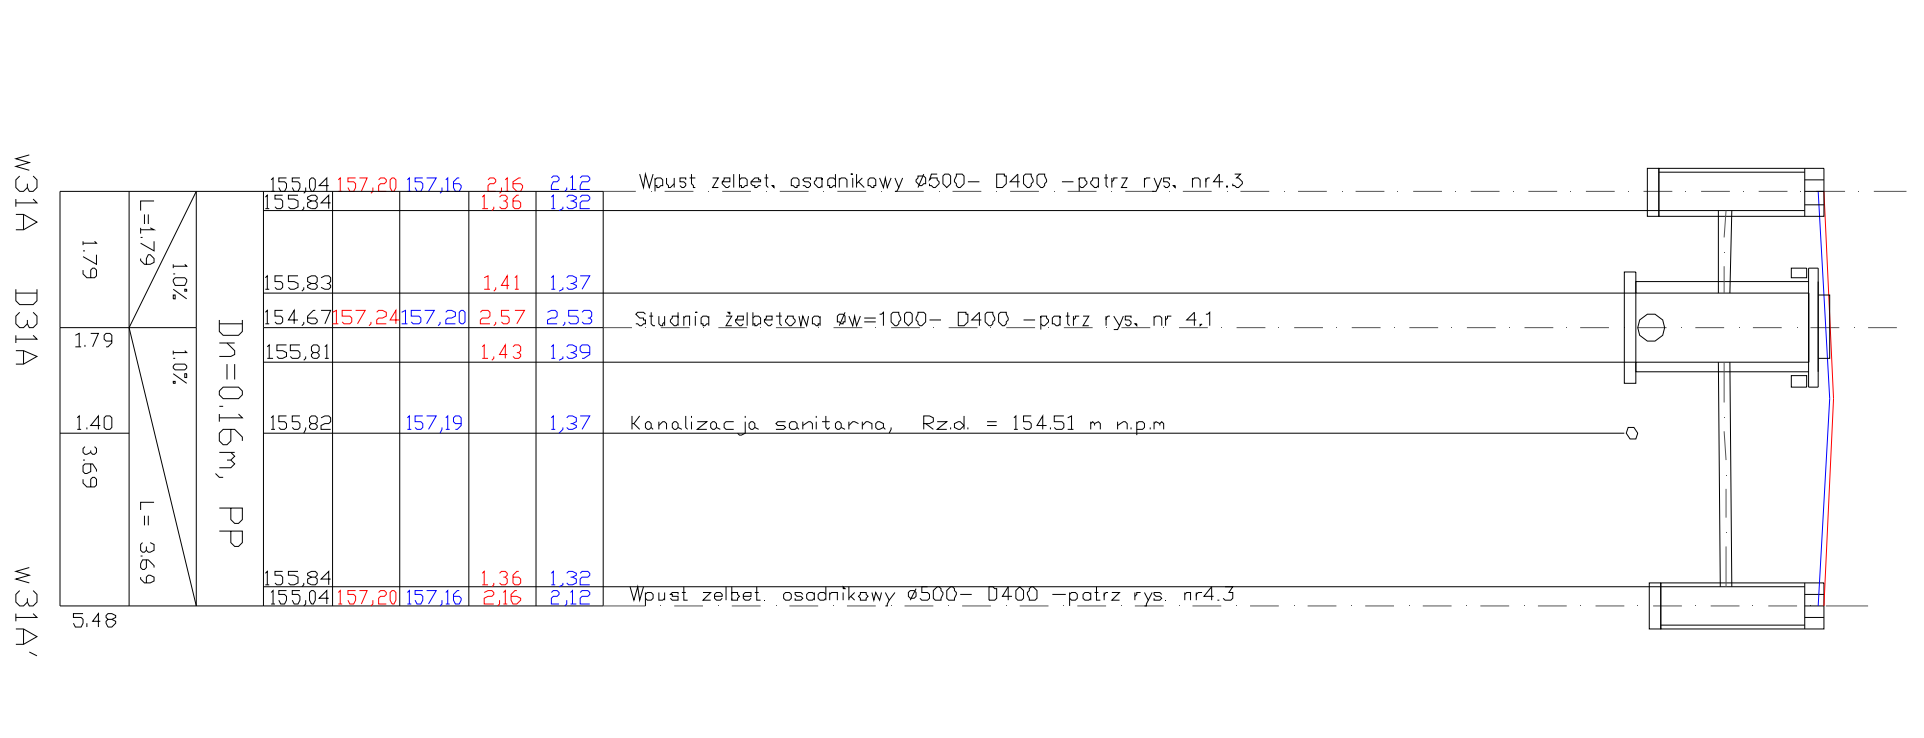 155,04 157,20 157,16 2,16 2,12 Wpust zelbet. osadnikowy Ø500- D400 -patrz rys. nr4.3
155,84 1,36 1,32
155,83 1,41 1,37
154,67 157,24 157,20 2,57 2,53 Studnia żelbetowa Øw=1000- D400 -patrz rys. nr 4.1
155,81 1,43 1,39
155,82 157,19 1,37 Kanalizacja sanitarna, Rz.d. = 154.51 m n.p.m
155,84 1,36 1,32
155,04 157,20 157,16 2,16 2,12 Wpust zelbet. osadnikowy Ø500- D400 -patrz rys. nr4.3
Dn=0.16m, PP
1.0% 1.0%
L=1.79 L= 3.69
1.79 3.69
1.79
1.40
5.48
w31A D31A w31A'